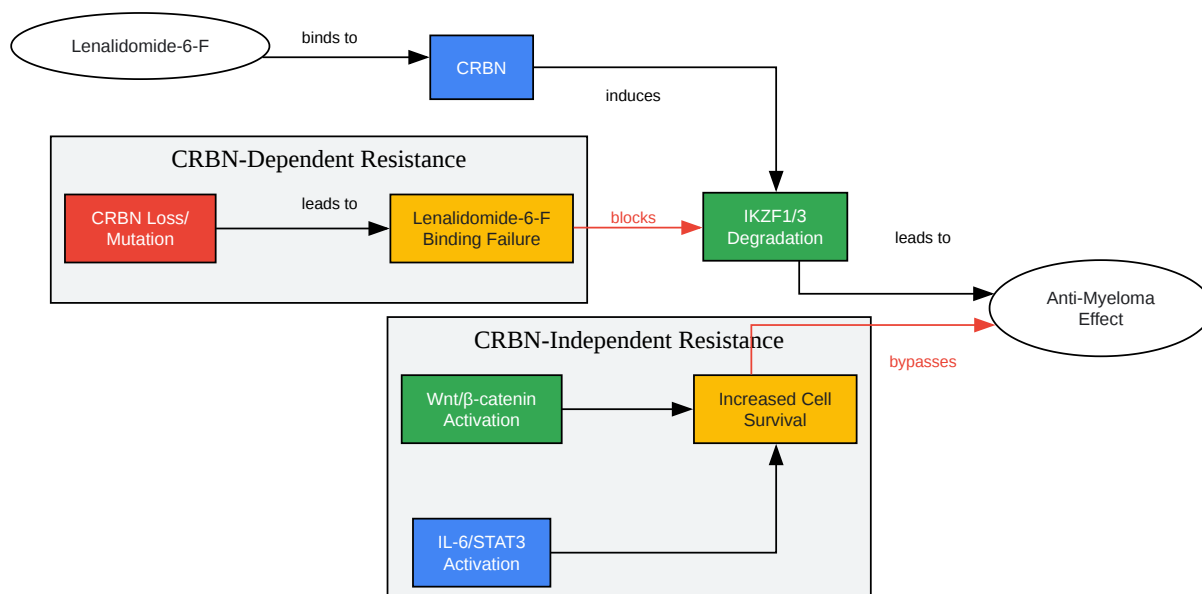 Lenalidomide-6-F
binds to
CRBN
induces
CRBN-Dependent Resistance
CRBN Loss/
Mutation
leads to
Lenalidomide-6-F
Binding Failure
blocks
IKZF1/3
Degradation
leads to
Anti-Myeloma
Effect
CRBN-Independent Resistance
bypasses
Wnt/β-catenin
Activation
Increased Cell
Survival
IL-6/STAT3
Activation